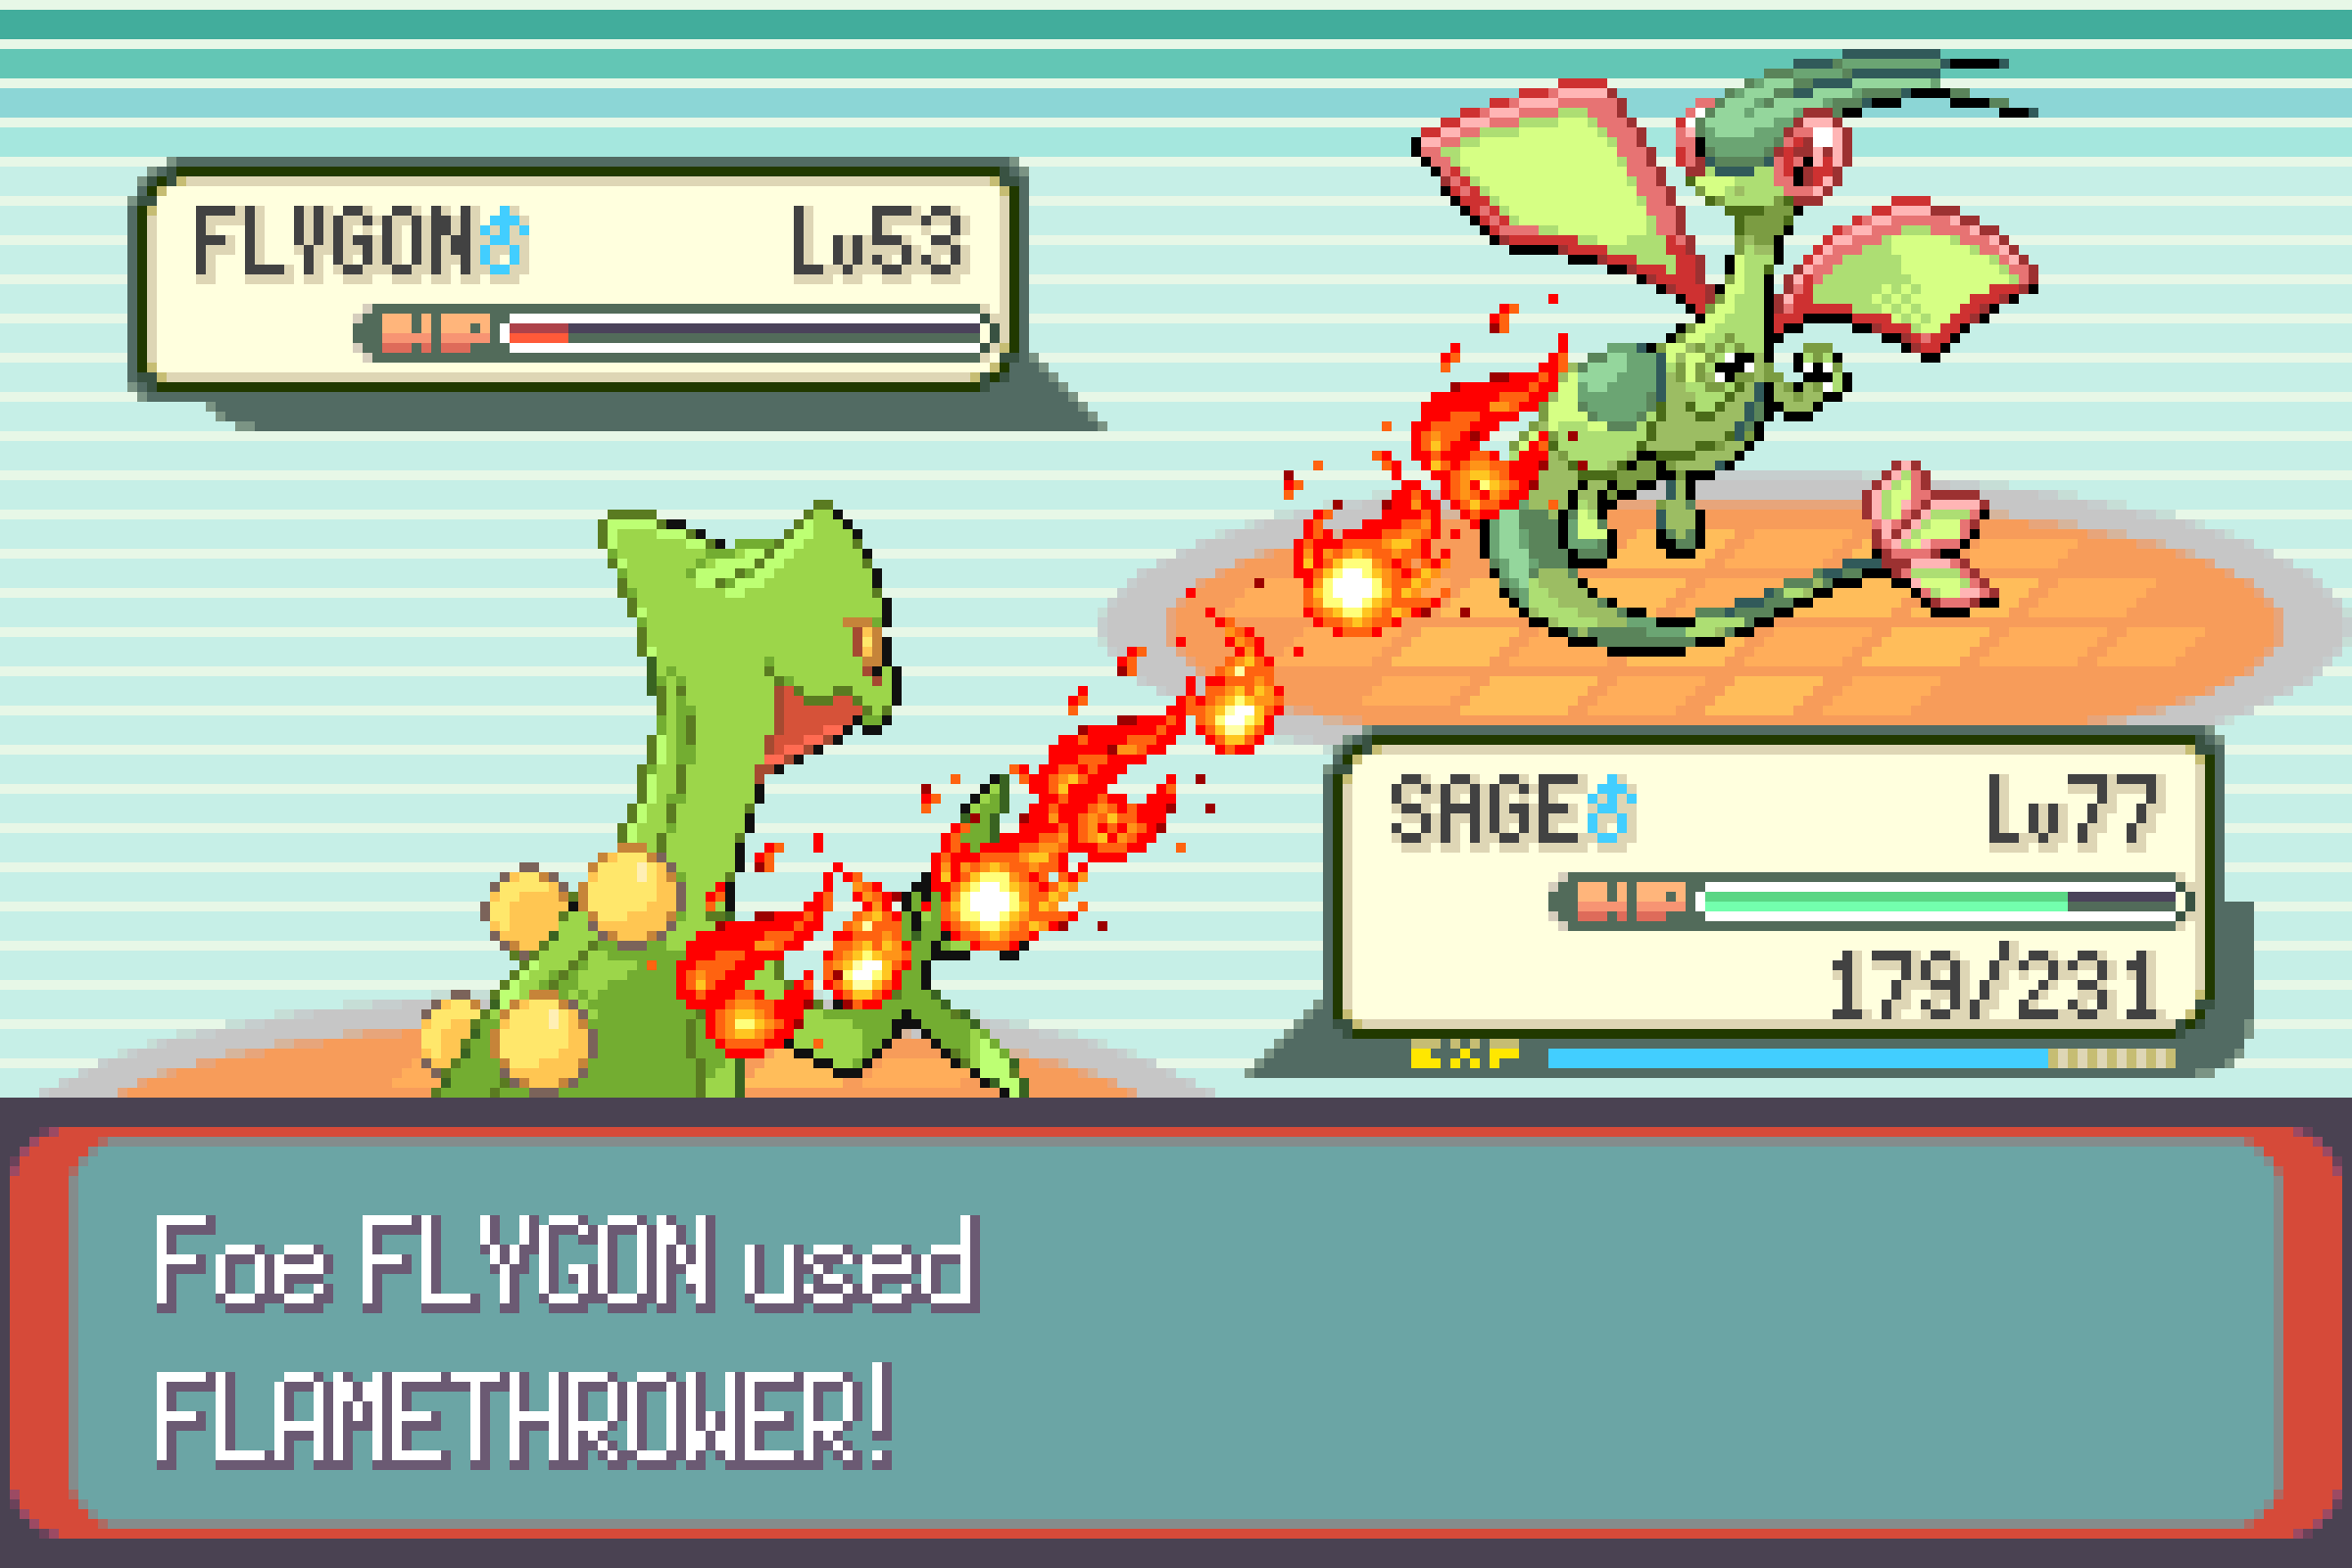 FLYGON♂ Lv53
HP
SAGE♂ Lv77
HP
179/231
EXP
Foe FLYGON used
FLAMETHROWER!